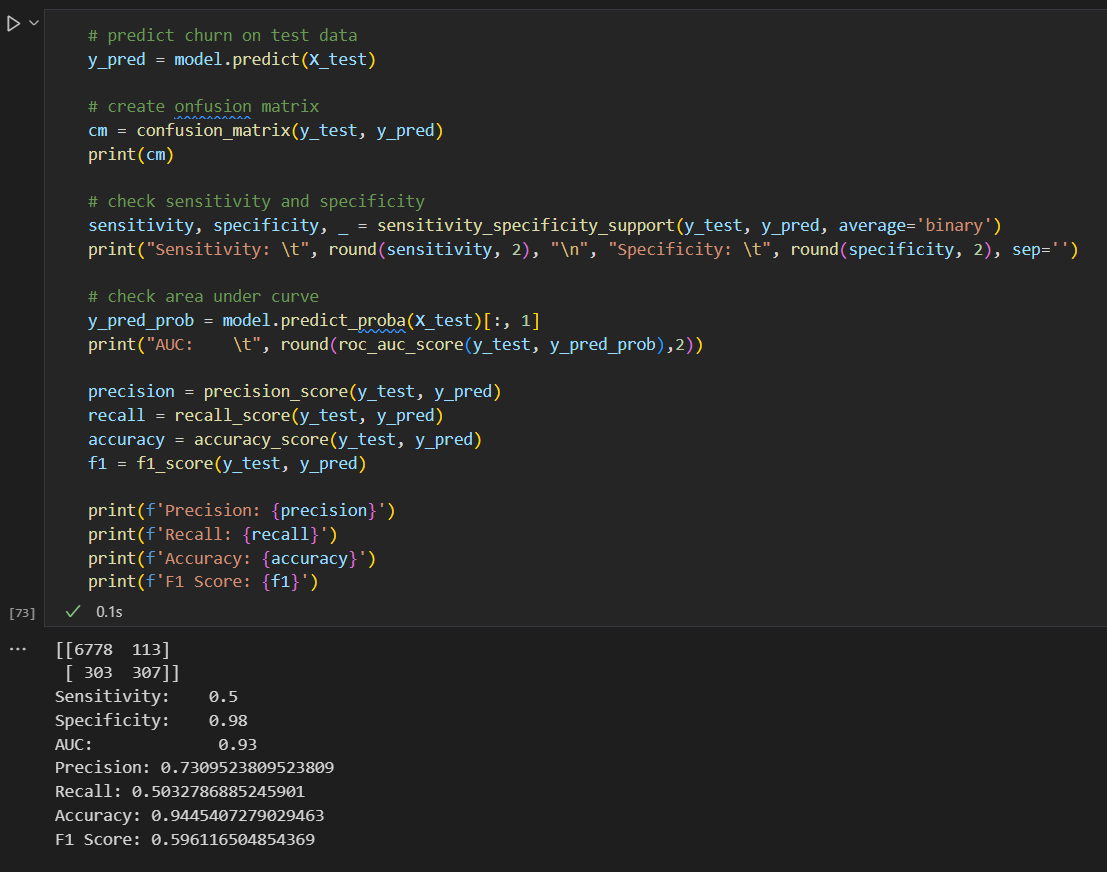 # predict churn on test data
y_pred = model.predict(X_test)
# create onfusion matrix
cm = confusion_matrix(y_test, y_pred)
print(cm)
# check sensitivity and specificity
sensitivity, specificity, _ = sensitivity_specificity_support(y_test, y_pred, average='binary')
print("Sensitivity: \t", round(sensitivity, 2), "\n", "Specificity: \t", round(specificity, 2), sep='')
# check area under curve
y_pred_prob = model.predict_proba(X_test)[:, 1]
print("AUC:    \t", round(roc_auc_score(y_test, y_pred_prob),2))
precision = precision_score(y_test, y_pred)
recall = recall_score(y_test, y_pred)
accuracy = accuracy_score(y_test, y_pred)
f1 = f1_score(y_test, y_pred)
print(f'Precision: {precision}')
print(f'Recall: {recall}')
print(f'Accuracy: {accuracy}')
print(f'F1 Score: {f1}')
[73] 0.1s
[[6778  113]
 [ 303  307]]
Sensitivity:    0.5
Specificity:    0.98
AUC:             0.93
Precision: 0.7309523809523809
Recall: 0.5032786885245901
Accuracy: 0.9445407279029463
F1 Score: 0.596116504854369